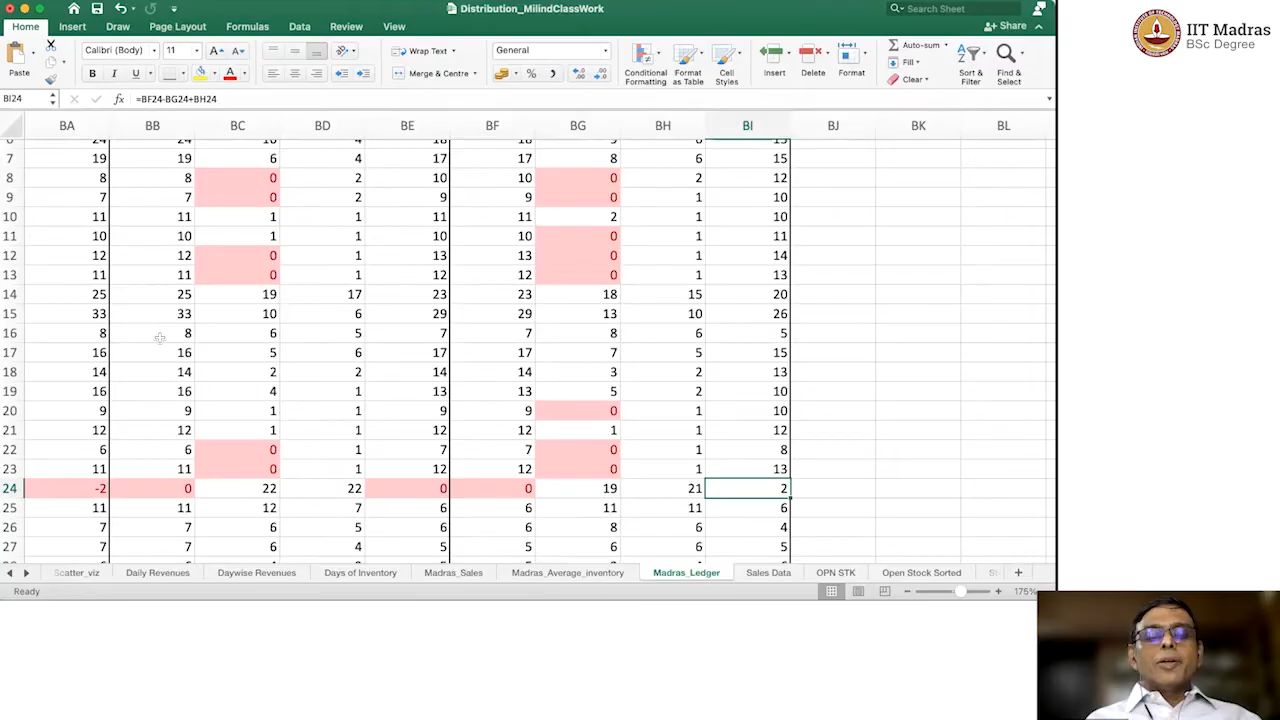 Distribution_MilindClassWork
Search Sheet
Home Insert Draw Page Layout Formulas Data Review View
Share
Paste
Calibri (Body) 11
A A
B I U A
Wrap Text
Merge & Centre
General
%
Conditional Formatting
Format as Table
Cell Styles
Insert
Delete
Format
Auto-sum
Fill
Clear
Sort & Filter
Find & Select
BI24 fx =BF24-BG24+BH24
BA BB BC BD BE BF BG BH BI BJ BK BL
7 19 19 6 4 17 17 8 6 15
8 8 8 0 2 10 10 0 2 12
9 7 7 0 2 9 9 0 1 10
10 11 11 1 1 11 11 2 1 10
11 10 10 1 1 10 10 0 1 11
12 12 12 0 1 13 13 0 1 14
13 11 11 0 1 12 12 0 1 13
14 25 25 19 17 23 23 18 15 20
15 33 33 10 6 29 29 13 10 26
16 8 8 6 5 7 7 8 6 5
17 16 16 5 6 17 17 7 5 15
18 14 14 2 2 14 14 3 2 13
19 16 16 4 1 13 13 5 2 10
20 9 9 1 1 9 9 0 1 10
21 12 12 1 1 12 12 1 1 12
22 6 6 0 1 7 7 0 1 8
23 11 11 0 1 12 12 0 1 13
24 -2 0 22 22 0 0 19 21 2
25 11 11 12 7 6 6 11 11 6
26 7 7 6 5 6 6 8 6 4
27 7 7 6 4 5 5 6 6 5
Scatter_viz Daily Revenues Daywise Revenues Days of Inventory Madras_Sales Madras_Average_inventory Madras_Ledger Sales Data OPN STK Open Stock Sorted
Ready
175%
IIT Madras
BSc Degree